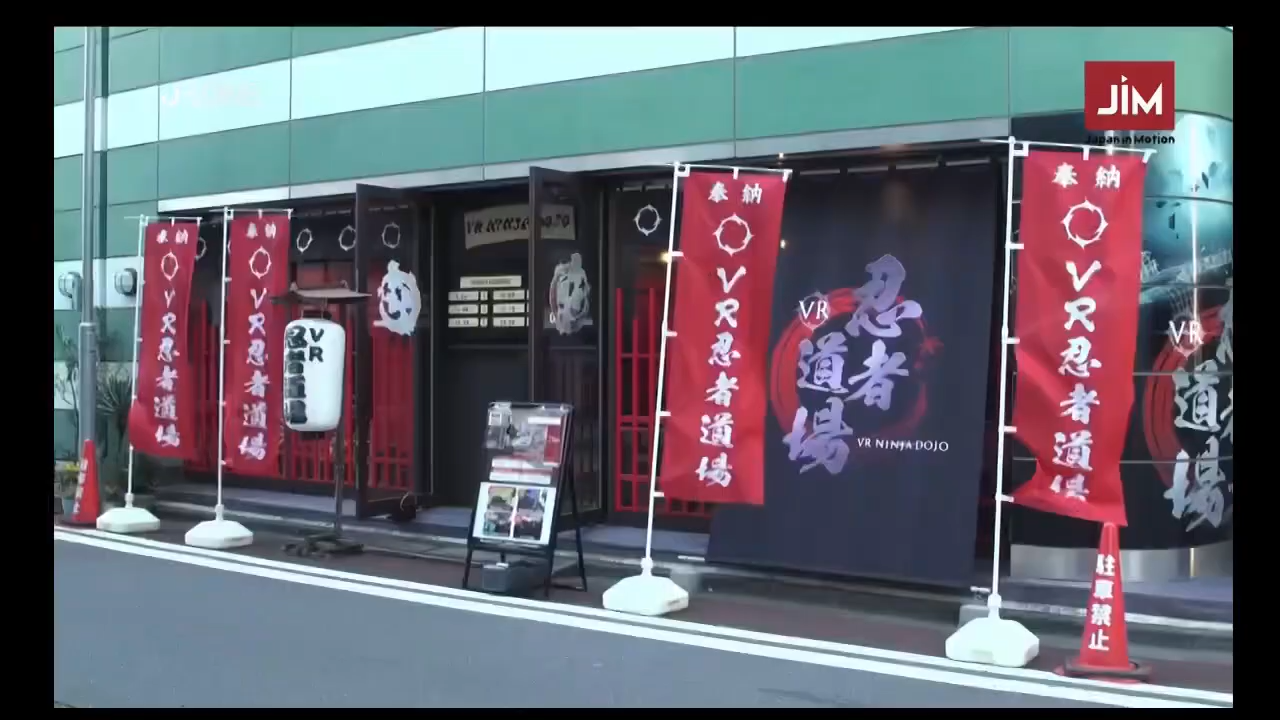 JiM
Japan in Motion
奉納
VR忍者道場
奉納
VR忍者道場
VR
忍者道場
VR NINJA DOJO
奉納
VR忍者道場
VR
忍者
道場
VR NINJA DOJO
奉納
VR忍者道場
VR
道場
駐車禁止